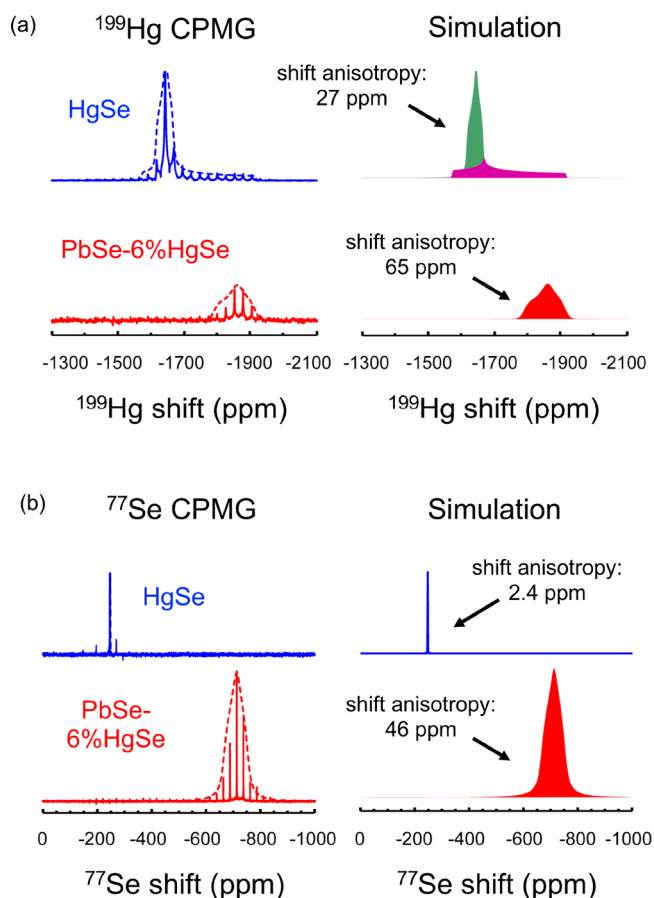 (a)
199Hg CPMG
Simulation
HgSe
shift anisotropy:
27 ppm
PbSe-6%HgSe
shift anisotropy:
65 ppm
-1300 -1500 -1700 -1900 -2100
-1300 -1500 -1700 -1900 -2100
199Hg shift (ppm)
199Hg shift (ppm)
(b)
77Se CPMG
Simulation
HgSe
shift anisotropy:
2.4 ppm
PbSe-
6%HgSe
shift anisotropy:
46 ppm
0 -200 -400 -600 -800 -1000
0 -200 -400 -600 -800 -1000
77Se shift (ppm)
77Se shift (ppm)